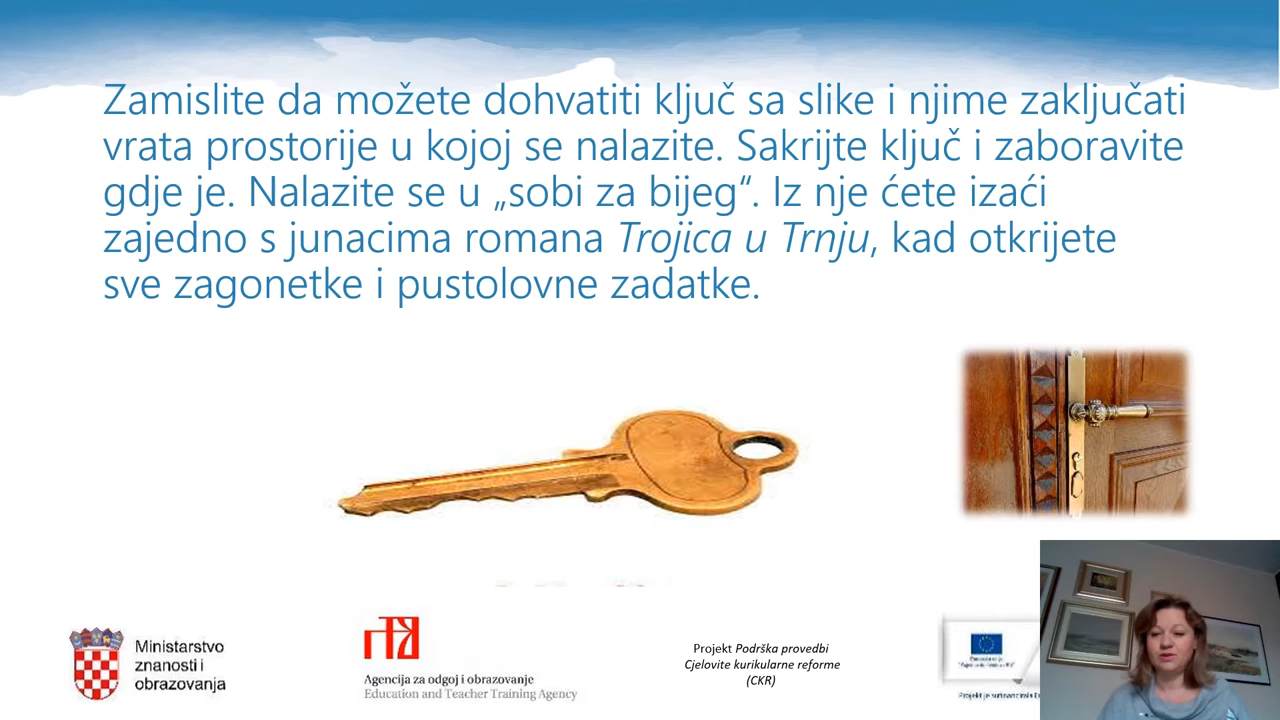 Zamislite da možete dohvatiti ključ sa slike i njime zaključati
vrata prostorije u kojoj se nalazite. Sakrijte ključ i zaboravite
gdje je. Nalazite se u „sobi za bijeg“. Iz nje ćete izaći
zajedno s junacima romana Trojica u Trnju, kad otkrijete
sve zagonetke i pustolovne zadatke.
Ministarstvo
znanosti i
obrazovanja
Agencija za odgoj i obrazovanje
Education and Teacher Training Agency
Projekt Podrška provedbi
Cjelovite kurikularne reforme
(CKR)
Projekt je sufinancirala